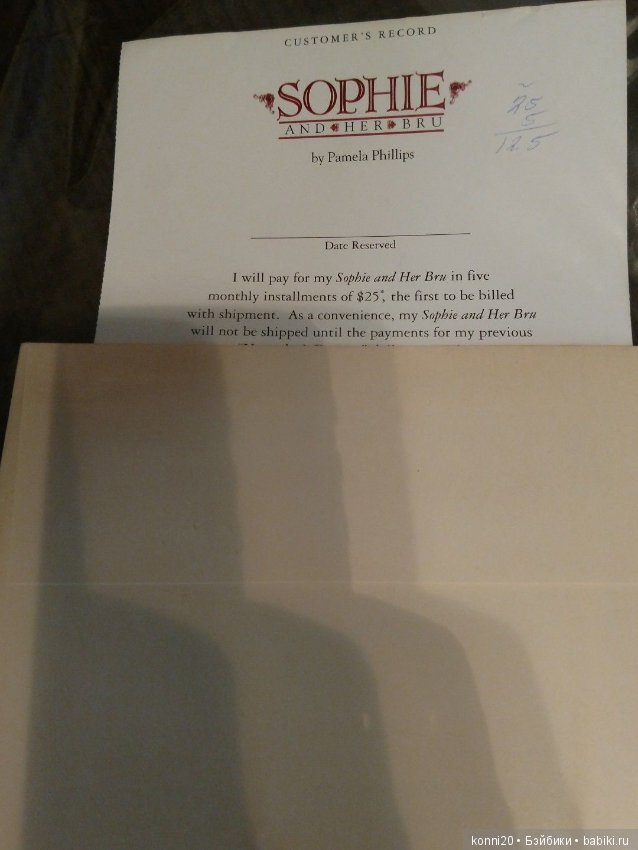 CUSTOMER'S RECORD
SOPHIE
AND HER BRU
by Pamela Phillips
25
5
125
Date Reserved
I will pay for my Sophie and Her Bru in five
monthly installments of $25*, the first to be billed
with shipment. As a convenience, my Sophie and Her Bru
will not be shipped until the payments for my previous
konni20 • Бэйбики • babiki.ru